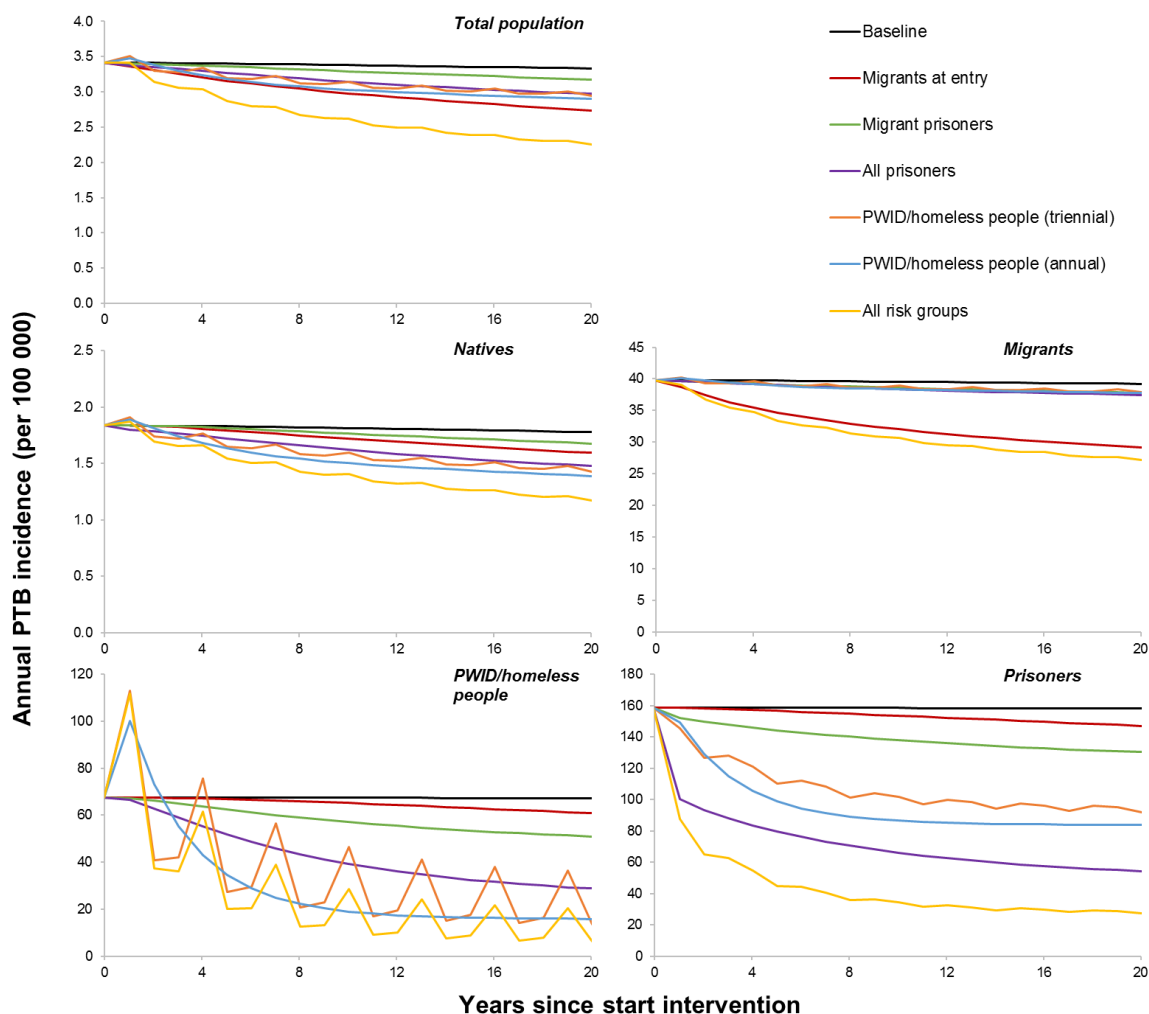 Total population
4.0
3.5
3.0
2.5
2.0
1.5
1.0
0.5
0.0
0 4 8 12 16 20
Baseline
Migrants at entry
Migrant prisoners
All prisoners
PWID/homeless people (triennial)
PWID/homeless people (annual)
All risk groups
Annual PTB incidence (per 100 000)
Natives
2.5
2.0
1.5
1.0
0.5
0.0
0 4 8 12 16 20
Migrants
45
40
35
30
25
20
15
10
5
0
0 4 8 12 16 20
PWID/homeless
people
120
100
80
60
40
20
0
0 4 8 12 16 20
Prisoners
180
160
140
120
100
80
60
40
20
0
0 4 8 12 16 20
Years since start intervention